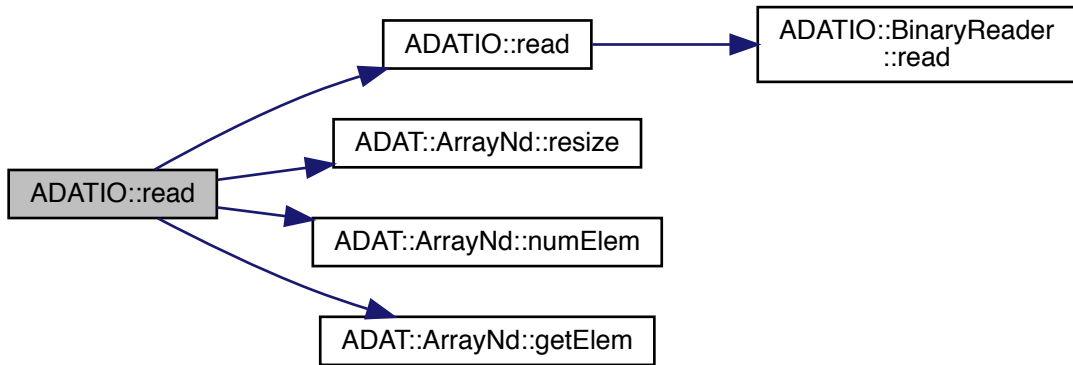 ADATIO::read
ADATIO::read
ADATIO::BinaryReader
::read
ADAT::ArrayNd::resize
ADAT::ArrayNd::numElem
ADAT::ArrayNd::getElem